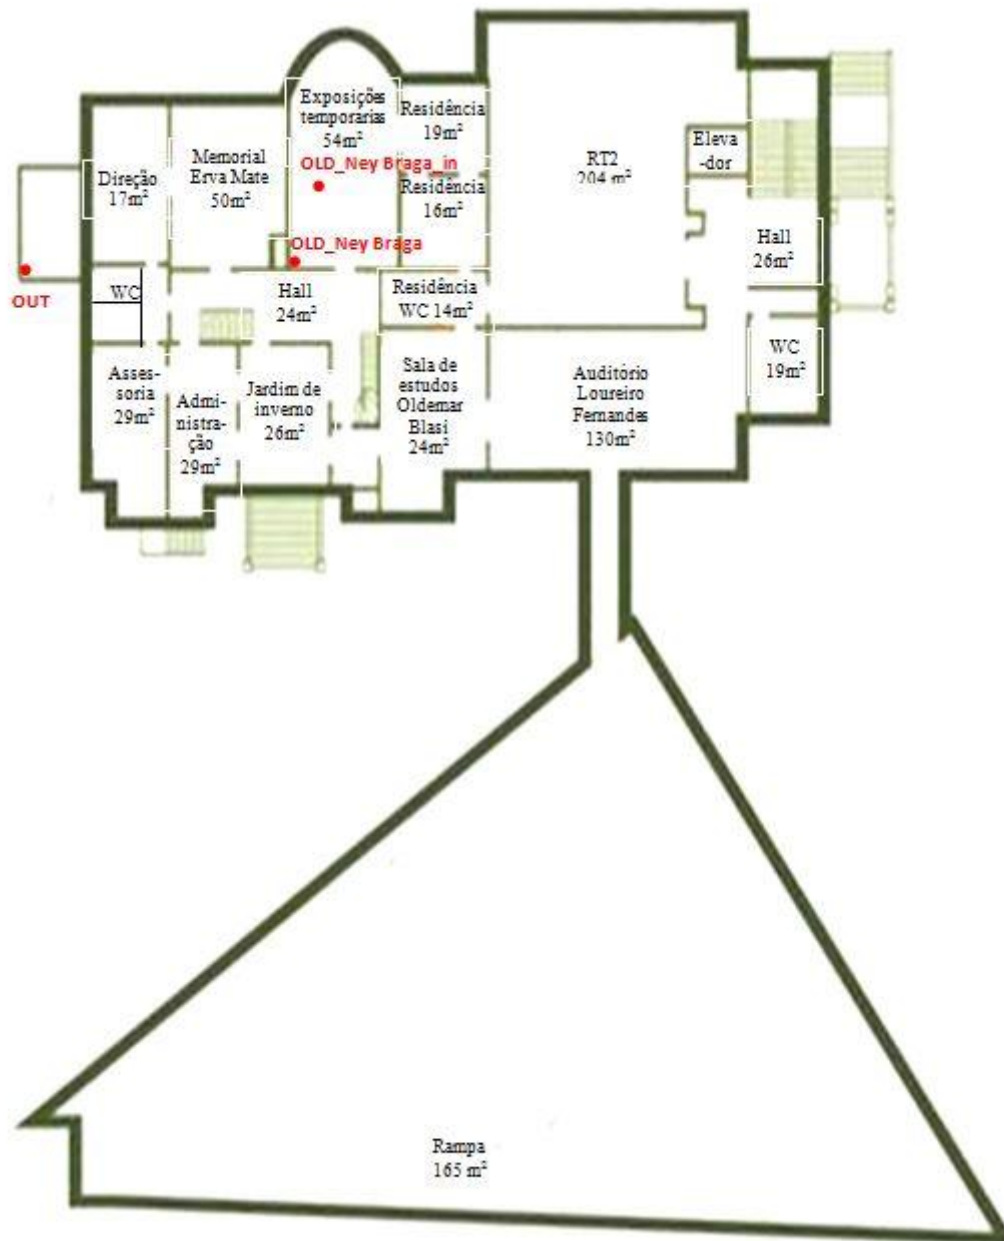 Exposições
temporarias
54m²
Residência
19m²
Memorial
Erva Mate
50m²
OLD_Ney Braga_in
Direção
17m²
Residência
16m²
RT2
204 m²
Eleva
-dor
OLD_Ney Braga
Hall
26m²
OUT
WC
Hall
24m²
Residência
WC 14m²
WC
19m²
Asses-
soria
29m²
Admi-
nistra-
ção
29m²
Jardim de
inverno
26m²
Sala de
estudos
Oldemar
Blasi
24m²
Auditório
Loureiro
Fernandes
130m²
Rampa
165 m²